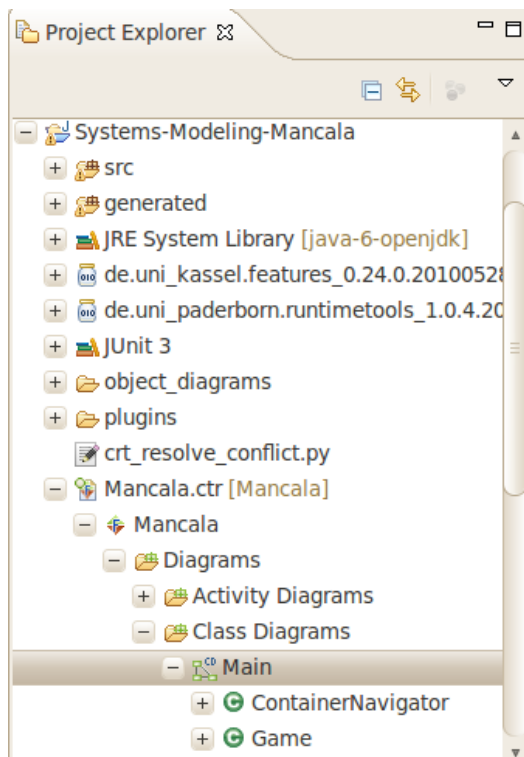 Project Explorer
Systems-Modeling-Mancala
src
generated
JRE System Library [java-6-openjdk]
de.uni_kassel.features_0.24.0.2010052
de.uni_paderborn.runtimetools_1.0.4.20
JUnit 3
object_diagrams
plugins
crt_resolve_conflict.py
Mancala.ctr [Mancala]
Mancala
Diagrams
Activity Diagrams
Class Diagrams
Main
ContainerNavigator
Game